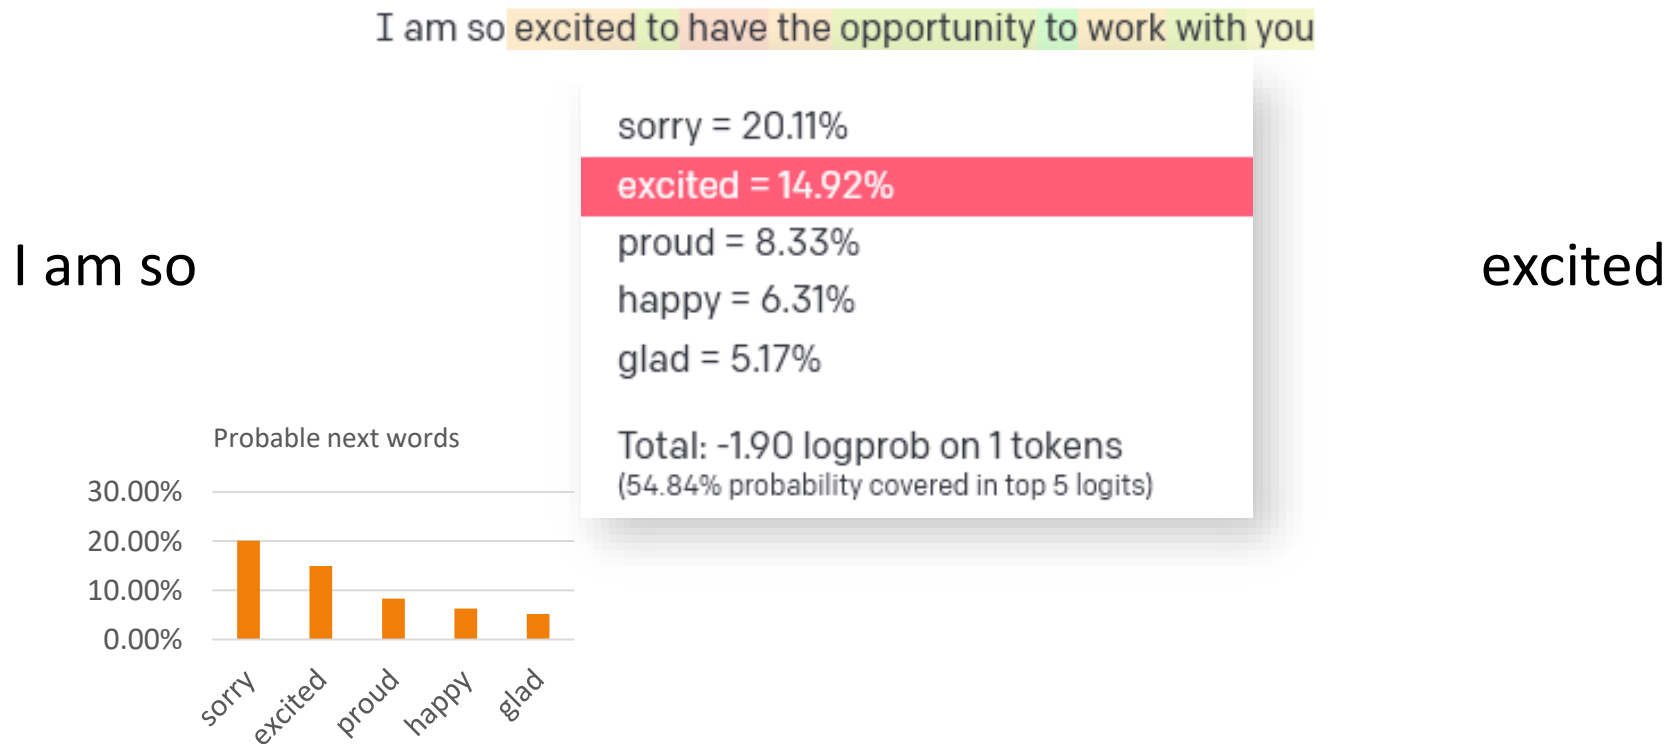 I am so excited to have the opportunity to work with you
sorry = 20.11%
excited = 14.92%
proud = 8.33%
happy = 6.31%
glad = 5.17%
Total: -1.90 logprob on 1 tokens
(54.84% probability covered in top 5 logits)
I am so
excited
Probable next words
30.00%
20.00%
10.00%
0.00%
sorry
excited
proud
happy
glad